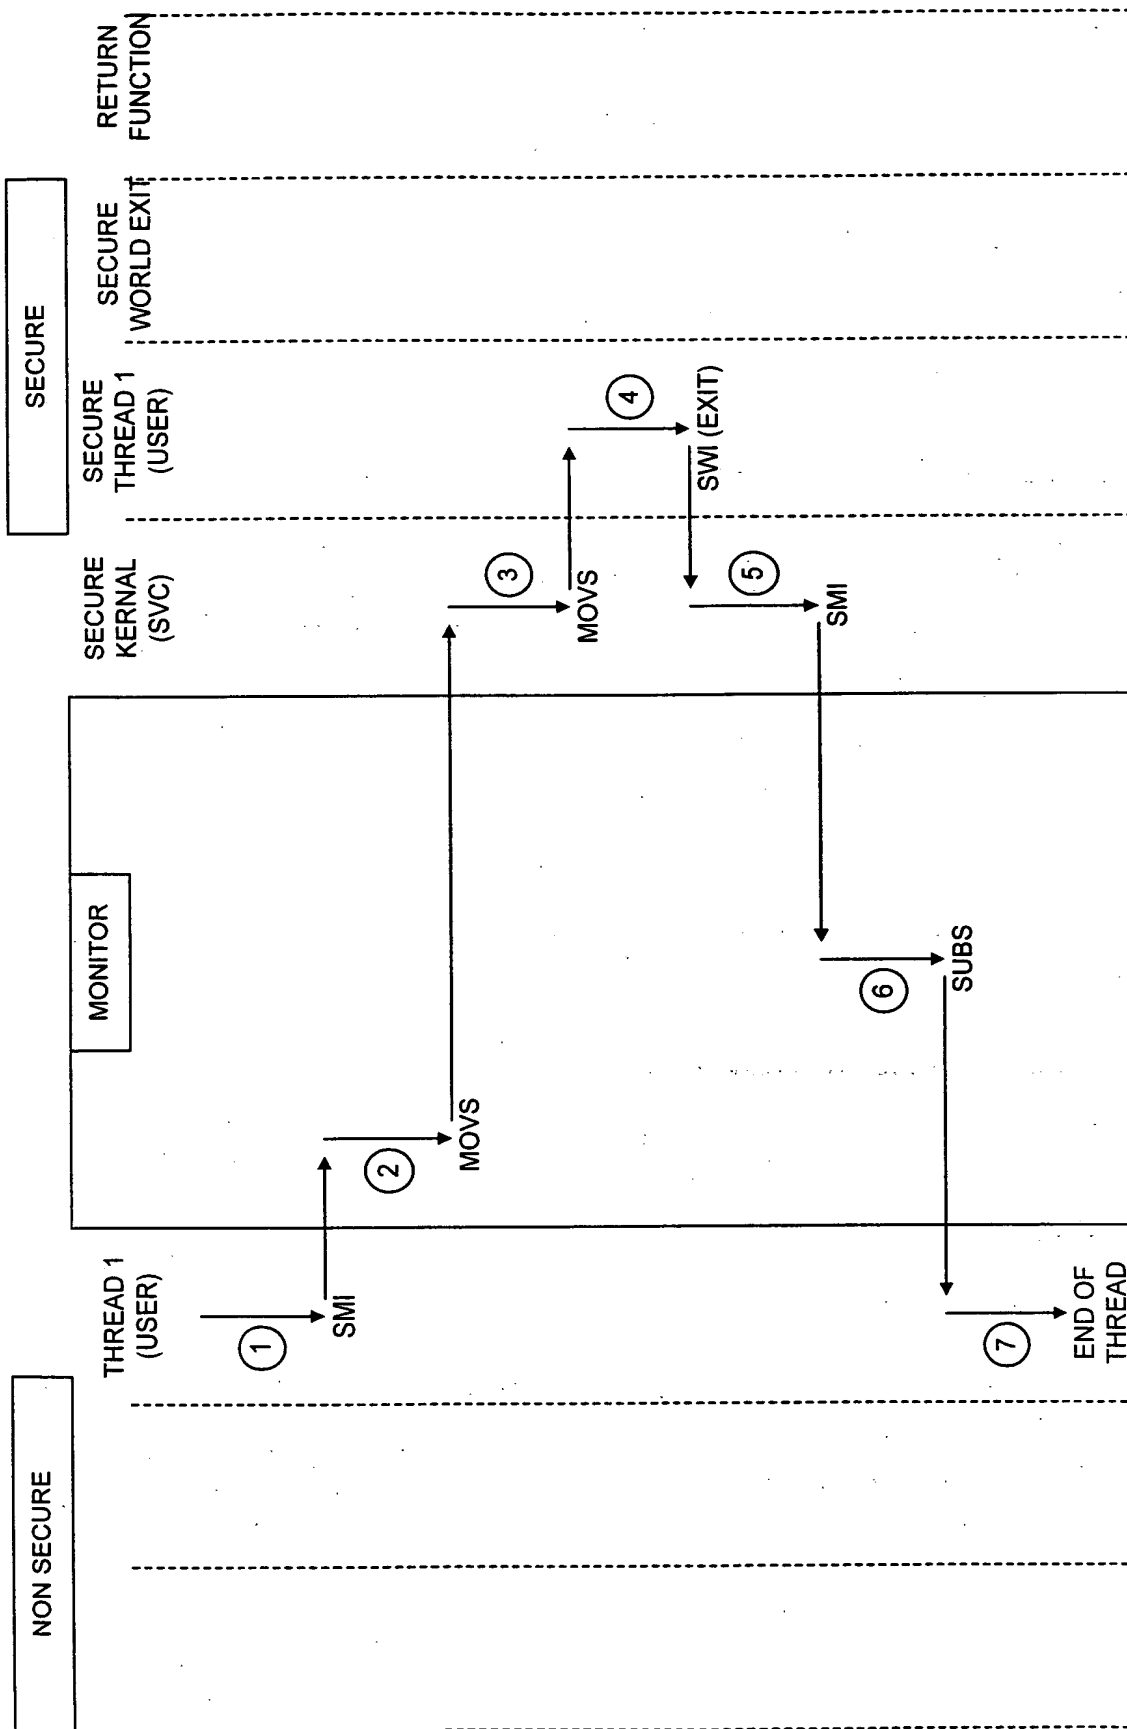 NON SECURE
MONITOR
SECURE
THREAD 1
(USER)
SECURE
KERNAL
(SVC)
SECURE
THREAD 1
(USER)
SECURE
WORLD EXIT
RETURN
FUNCTION
1
SMI
2
MOVS
3
MOVS
4
SWI (EXIT)
5
SMI
6
SUBS
7
END OF
THREAD